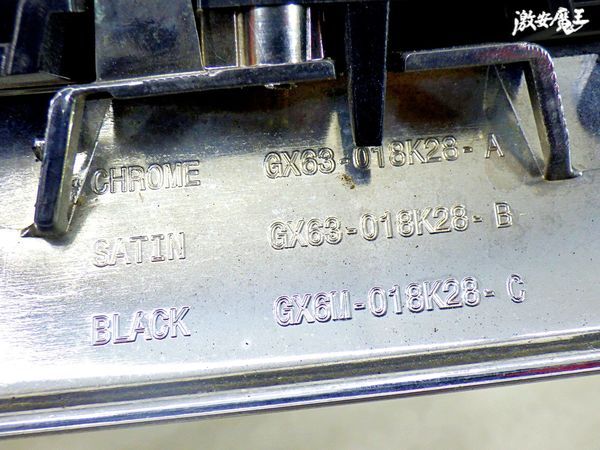 激安魔王
CHROME GX63-018K28-A
SATIN GX63-018K28-B
BLACK GX6M-018K28-C